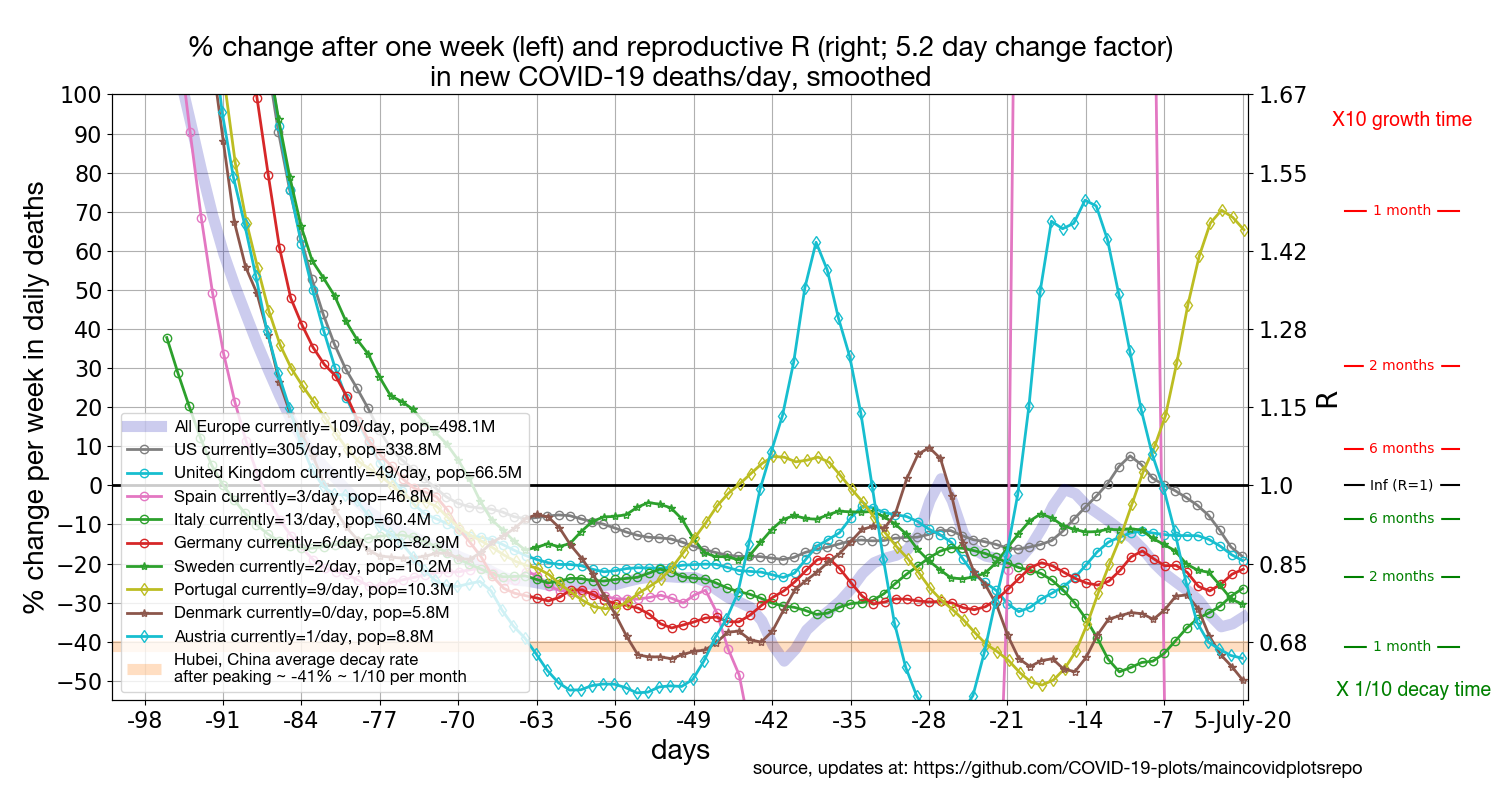 % change after one week (left) and reproductive R (right; 5.2 day change factor)
in new COVID-19 deaths/day, smoothed
100
90
80
70
60
50
40
30
20
10
0
−10
−20
−30
−40
−50
% change per week in daily deaths
All Europe currently=109/day, pop=498.1M
US currently=305/day, pop=338.8M
United Kingdom currently=49/day, pop=66.5M
Spain currently=3/day, pop=46.8M
Italy currently=13/day, pop=60.4M
Germany currently=6/day, pop=82.9M
Sweden currently=2/day, pop=10.2M
Portugal currently=9/day, pop=10.3M
Denmark currently=0/day, pop=5.8M
Austria currently=1/day, pop=8.8M
Hubei, China average decay rate
after peaking ~ -41% ~ 1/10 per month
-98 -91 -84 -77 -70 -63 -56 -49 -42 -35 -28 -21 -14 -7 5-July-20
days
1.67
1.55
1.42
1.28
1.15
1.0
0.85
0.68
R
X10 growth time
1 month
2 months
6 months
Inf (R=1)
6 months
2 months
1 month
X 1/10 decay time
source, updates at: https://github.com/COVID-19-plots/maincovidplotsrepo